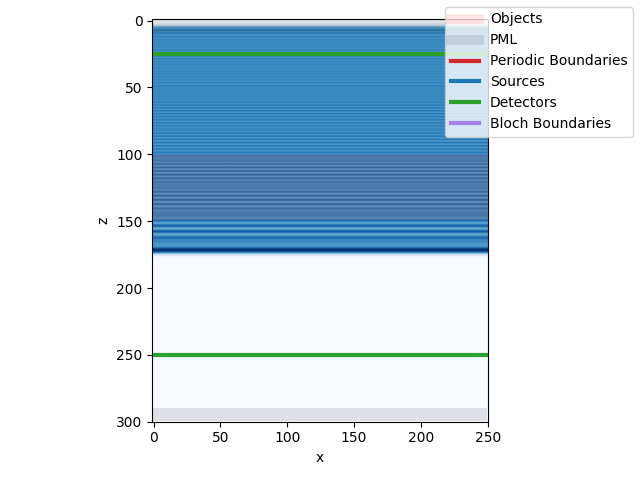 Objects
PML
Periodic Boundaries
Sources
Detectors
Bloch Boundaries
0
50
100
150
200
250
300
z
0
50
100
150
200
250
x